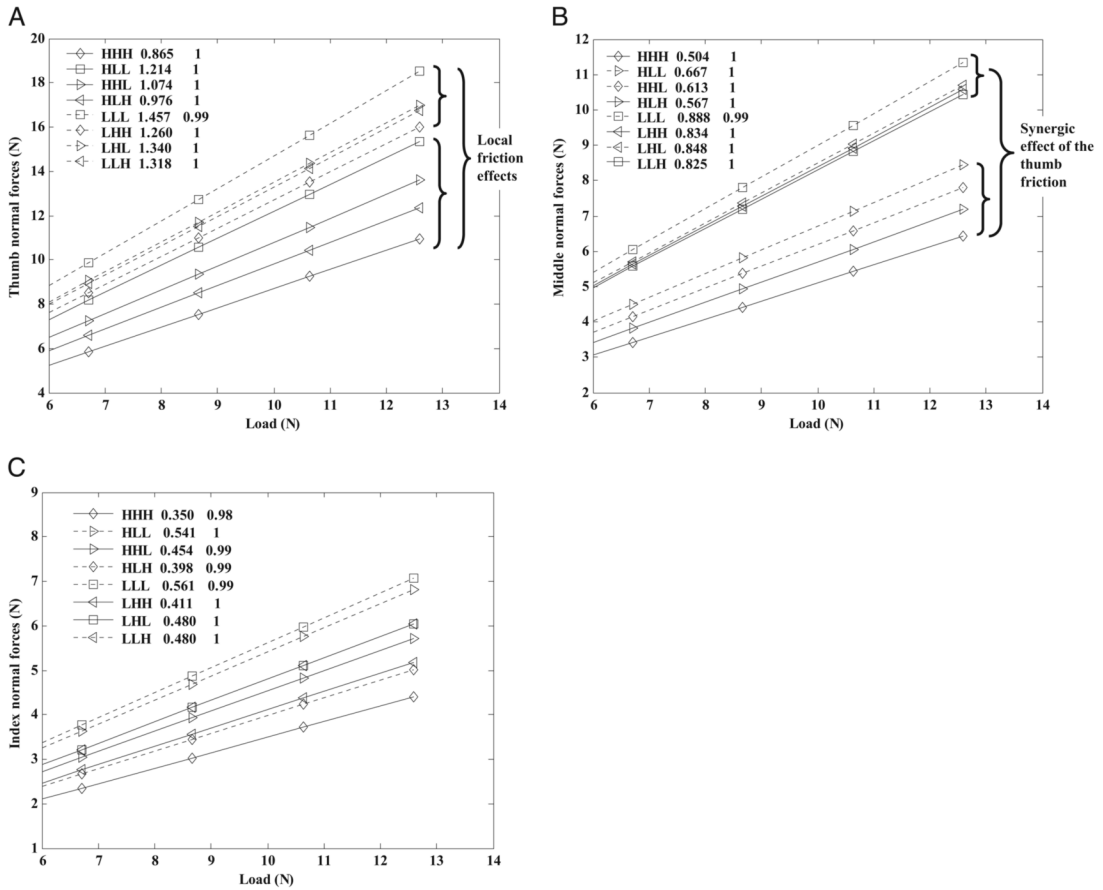 A
Thumb normal forces (N)
20
18
16
14
12
10
8
6
4
HHH 0.865 1
HLL 1.214 1
HHL 1.074 1
HLH 0.976 1
LLL 1.457 0.99
LHH 1.260 1
LHL 1.340 1
LLH 1.318 1
Local
friction
effects
6 7 8 9 10 11 12 13 14
Load (N)
B
Middle normal forces (N)
12
11
10
9
8
7
6
5
4
3
2
HHH 0.504 1
HLL 0.667 1
HHL 0.613 1
HLH 0.567 1
LLL 0.888 0.99
LHH 0.834 1
LHL 0.848 1
LLH 0.825 1
Synergic
effect of the
thumb
friction
6 7 8 9 10 11 12 13 14
Load (N)
C
Index normal forces (N)
9
8
7
6
5
4
3
2
1
HHH 0.350 0.98
HLL 0.541 1
HHL 0.454 0.99
HLH 0.398 0.99
LLL 0.561 0.99
LHH 0.411 1
LHL 0.480 1
LLH 0.480 1
6 7 8 9 10 11 12 13 14
Load (N)